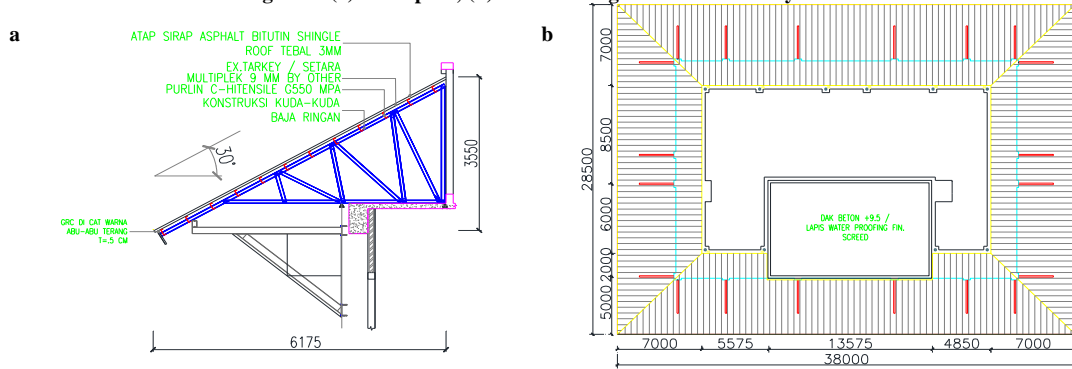 a
ATAP SIRAP ASPHALT BITUTIN SHINGLE
ROOF TEBAL 3MM
EX.TARKEY / SETARA
MULTIPLEK 9 MM BY OTHER
PURLIN C-HITENSILE G550 MPA
KONSTRUKSI KUDA-KUDA
BAJA RINGAN
30°
3550
GRC DI CAT WARNA
ABU-ABU TERANG
T=.5 CM
6175
b
7000
8500
28500
6000
2000
5000
DAK BETON +9.5 /
LAPIS WATER PROOFING FIN.
SCREED
7000 5575 13575 4850 7000
38000